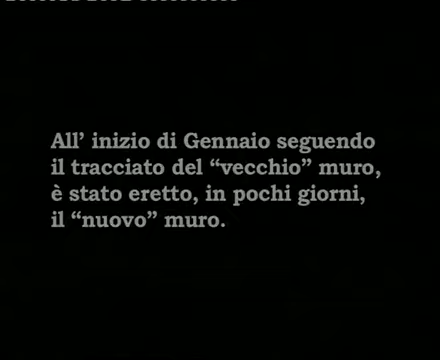 All’ inizio di Gennaio seguendo
il tracciato del “vecchio” muro,
è stato eretto, in pochi giorni,
il “nuovo” muro.